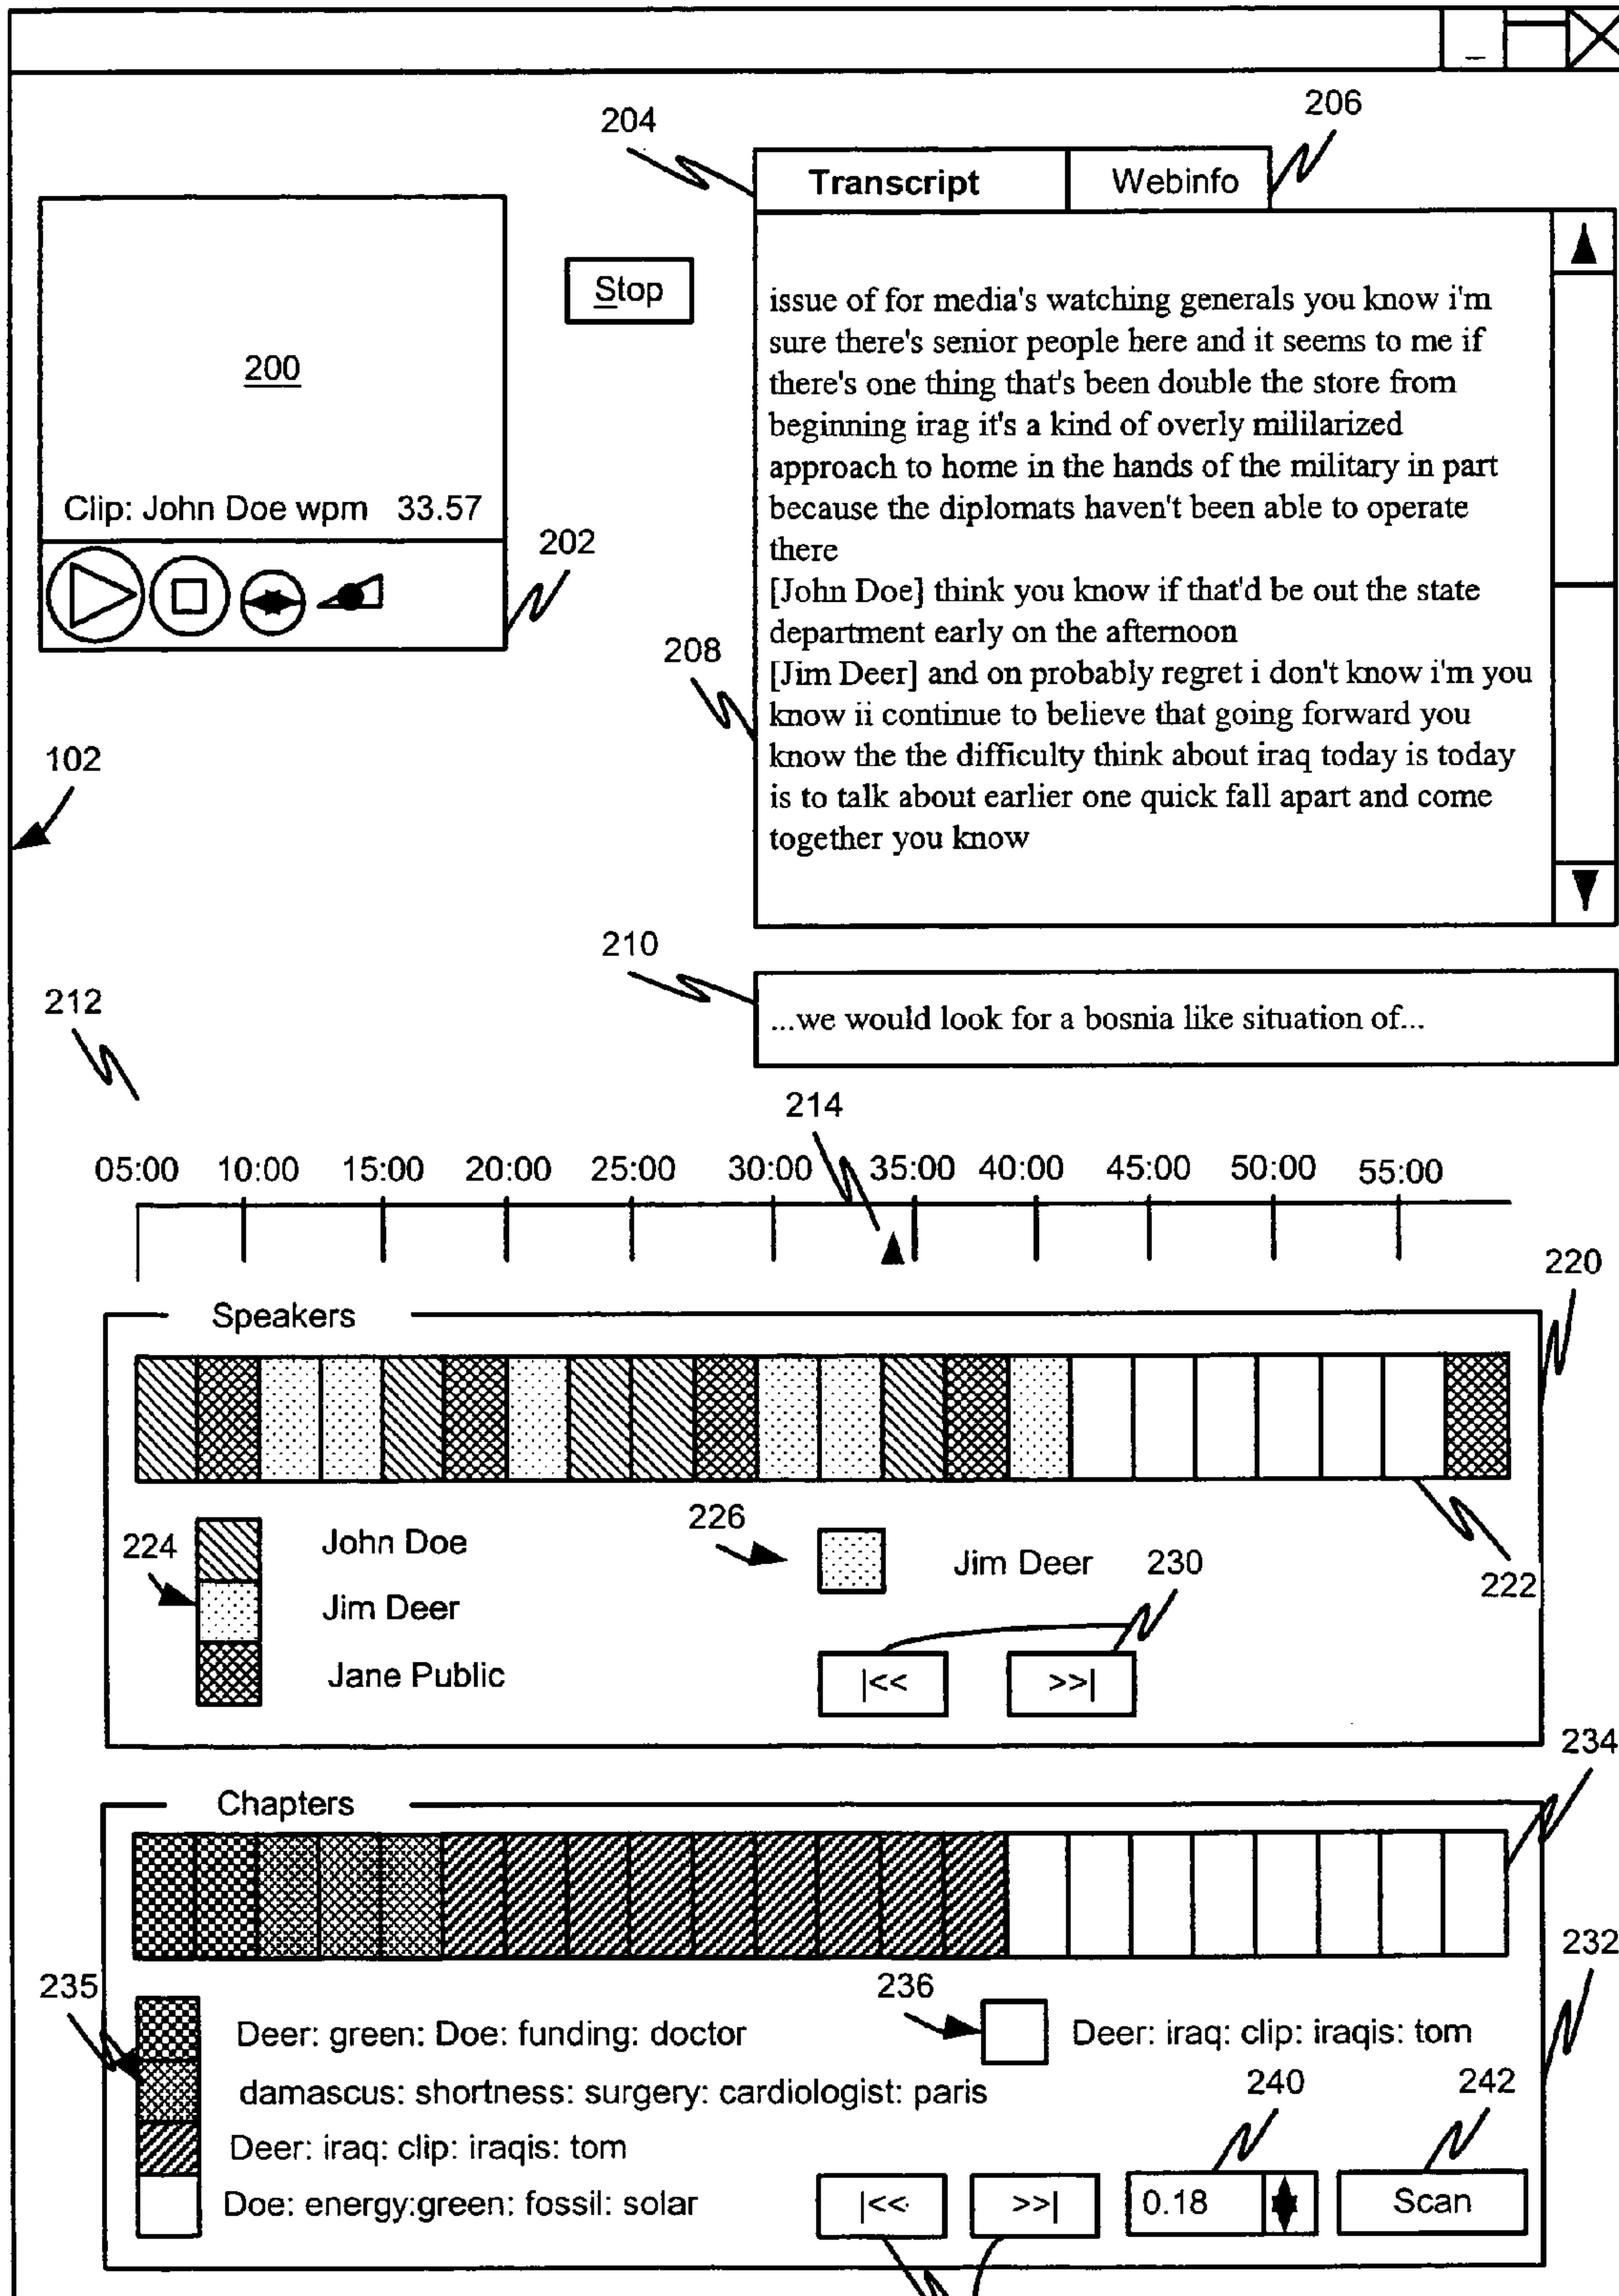 204
206
Transcript
Webinfo
Stop
200
Clip: John Doe wpm 33.57
202
issue of for media's watching generals you know i'm
sure there's senior people here and it seems to me if
there's one thing that's been double the store from
beginning irag it's a kind of overly mililarized
approach to home in the hands of the military in part
because the diplomats haven't been able to operate
there
[John Doe] think you know if that'd be out the state
department early on the afternoon
[Jim Deer] and on probably regret i don't know i'm you
know ii continue to believe that going forward you
know the the difficulty think about iraq today is today
is to talk about earlier one quick fall apart and come
together you know
208
102
210
...we would look for a bosnia like situation of...
212
214
05:00 10:00 15:00 20:00 25:00 30:00 35:00 40:00 45:00 50:00 55:00
220
Speakers
224
John Doe
Jim Deer
Jane Public
226
Jim Deer
230
222
|<< >>|
234
Chapters
232
235
236
Deer: green: Doe: funding: doctor
Deer: iraq: clip: iraqis: tom
damascus: shortness: surgery: cardiologist: paris
240
242
Deer: iraq: clip: iraqis: tom
Doe: energy:green: fossil: solar
|<< >>| 0.18 Scan